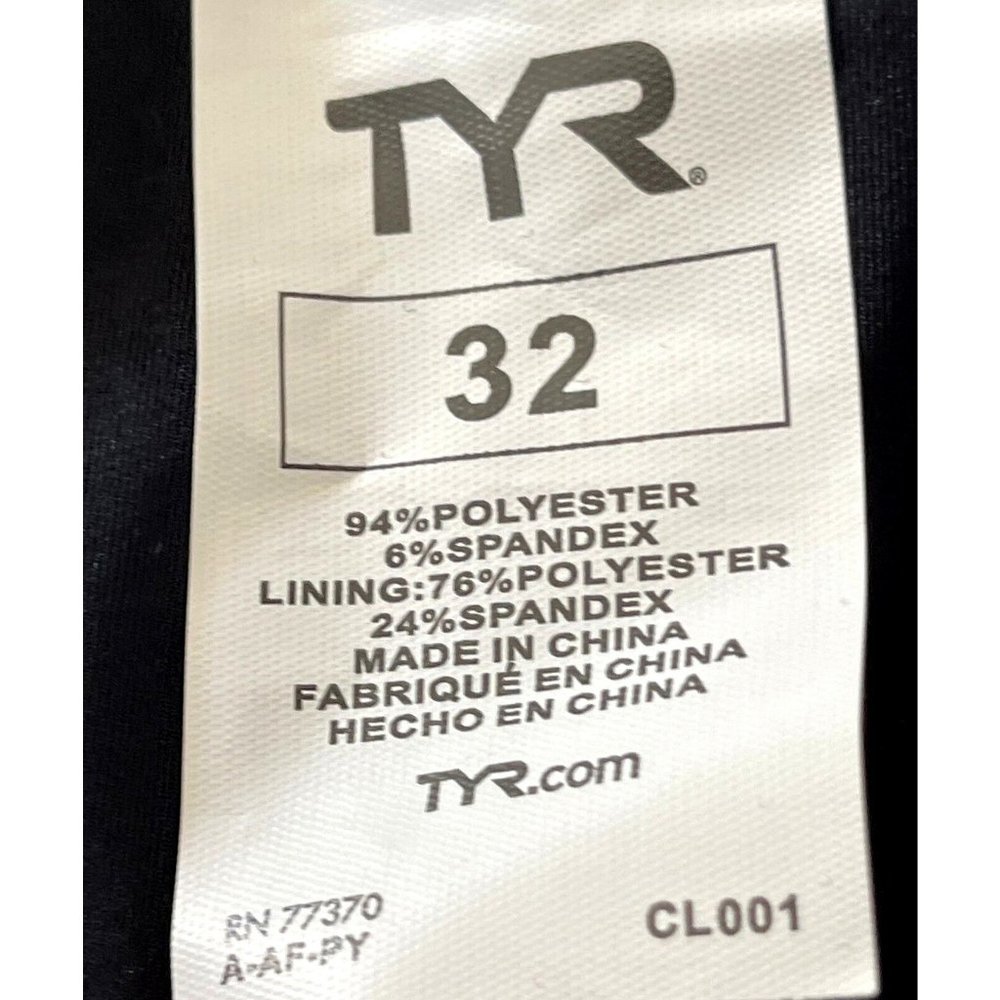 TYR®
32
94%POLYESTER
6%SPANDEX
LINING:76%POLYESTER
24%SPANDEX
MADE IN CHINA
FABRIQUÉ EN CHINA
HECHO EN CHINA
TYR.com
RN 77370
A-AF-PY
CL001